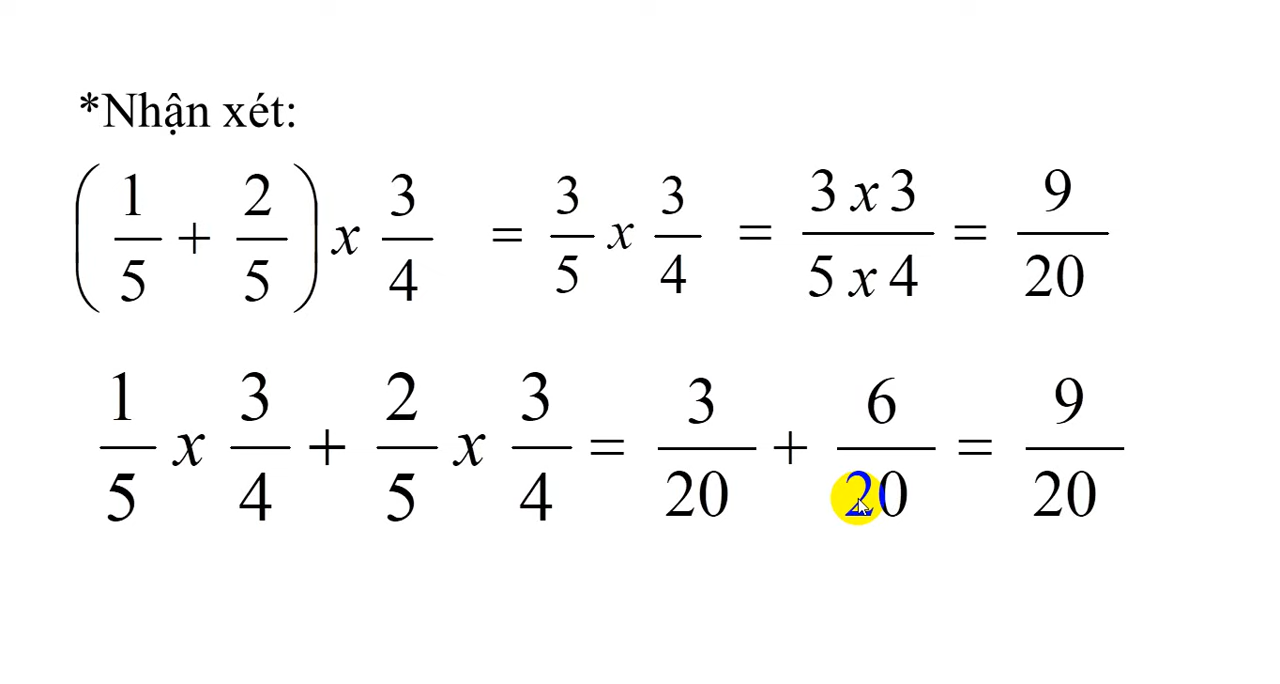 *Nhận xét:
(1/5 + 2/5) x 3/4 = 3/5 x 3/4 = 3 x 3/5 x 4 = 9/20
1/5 x 3/4 + 2/5 x 3/4 = 3/20 + 6/20 = 9/20